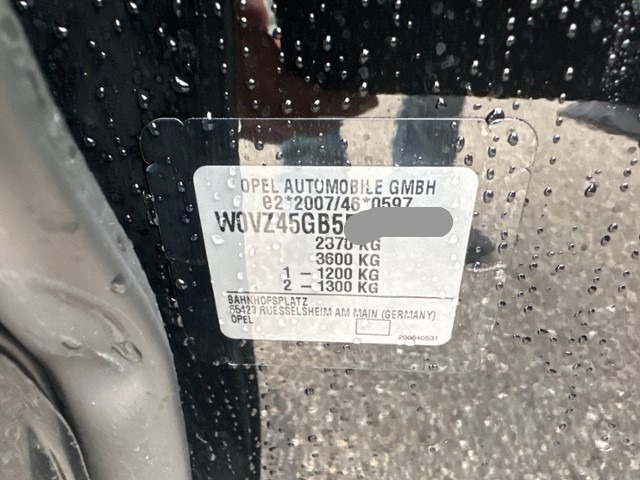 OPEL AUTOMOBILE GMBH
e2*2007/46*0597
W0VZ45GB5
2370 KG
3600 KG
1 – 1200 KG
2 – 1300 KG
BAHNHOFSPLATZ
65423 RUESSELSHEIM AM MAIN (GERMANY)
OPEL
200640531